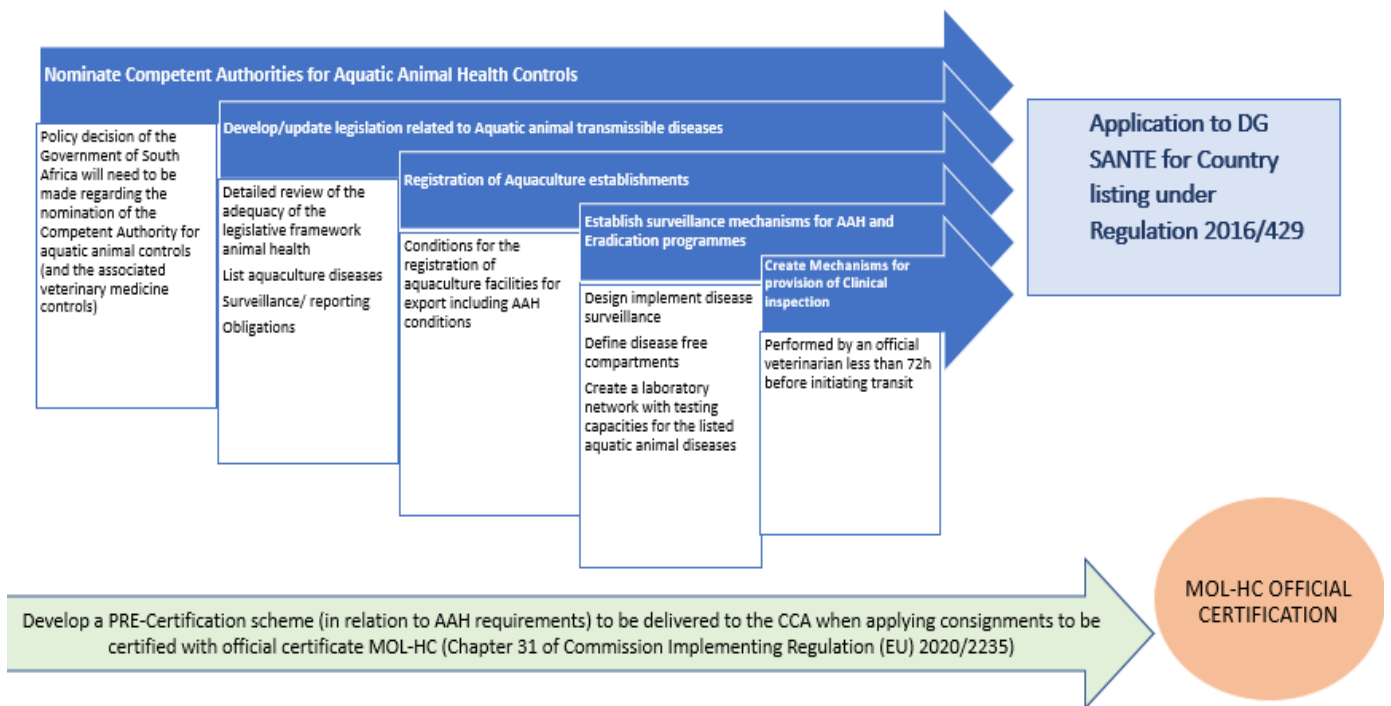 Nominate Competent Authorities for Aquatic Animal Health Controls
Policy decision of the
Government of South
Africa will need to be
made regarding the
nomination of the
Competent Authority for
aquatic animal controls
(and the associated
veterinary medicine
controls)
Develop/update legislation related to Aquatic animal transmissible diseases
Detailed review of the
adequacy of the
legislative framework
animal health
List aquaculture diseases
Surveillance/ reporting
Obligations
Registration of Aquaculture establishments
Conditions for the
registration of
aquaculture facilities for
export including AAH
conditions
Establish surveillance mechanisms for AAH and
Eradication programmes
Design implement disease
surveillance
Define disease free
compartments
Create a laboratory
network with testing
capacities for the listed
aquatic animal diseases
Create Mechanisms for
provision of Clinical
inspection
Performed by an official
veterinarian less than 72h
before initiating transit
Application to DG
SANTE for Country
listing under
Regulation 2016/429
Develop a PRE-Certification scheme (in relation to AAH requirements) to be delivered to the CCA when applying consignments to be
certified with official certificate MOL-HC (Chapter 31 of Commission Implementing Regulation (EU) 2020/2235)
MOL-HC OFFICIAL
CERTIFICATION